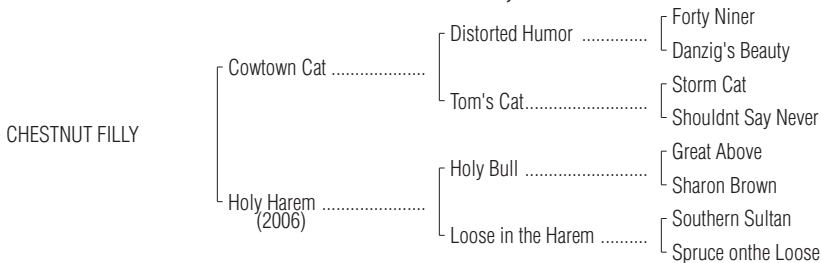 Forty Niner
Distorted Humor ..............
Danzig's Beauty
Cowtown Cat .....................
Storm Cat
Tom's Cat...........................
Shouldnt Say Never
CHESTNUT FILLY
Great Above
Holy Bull ...........................
Sharon Brown
Holy Harem .......................
(2006)
Southern Sultan
Loose in the Harem ..........
Spruce onthe Loose